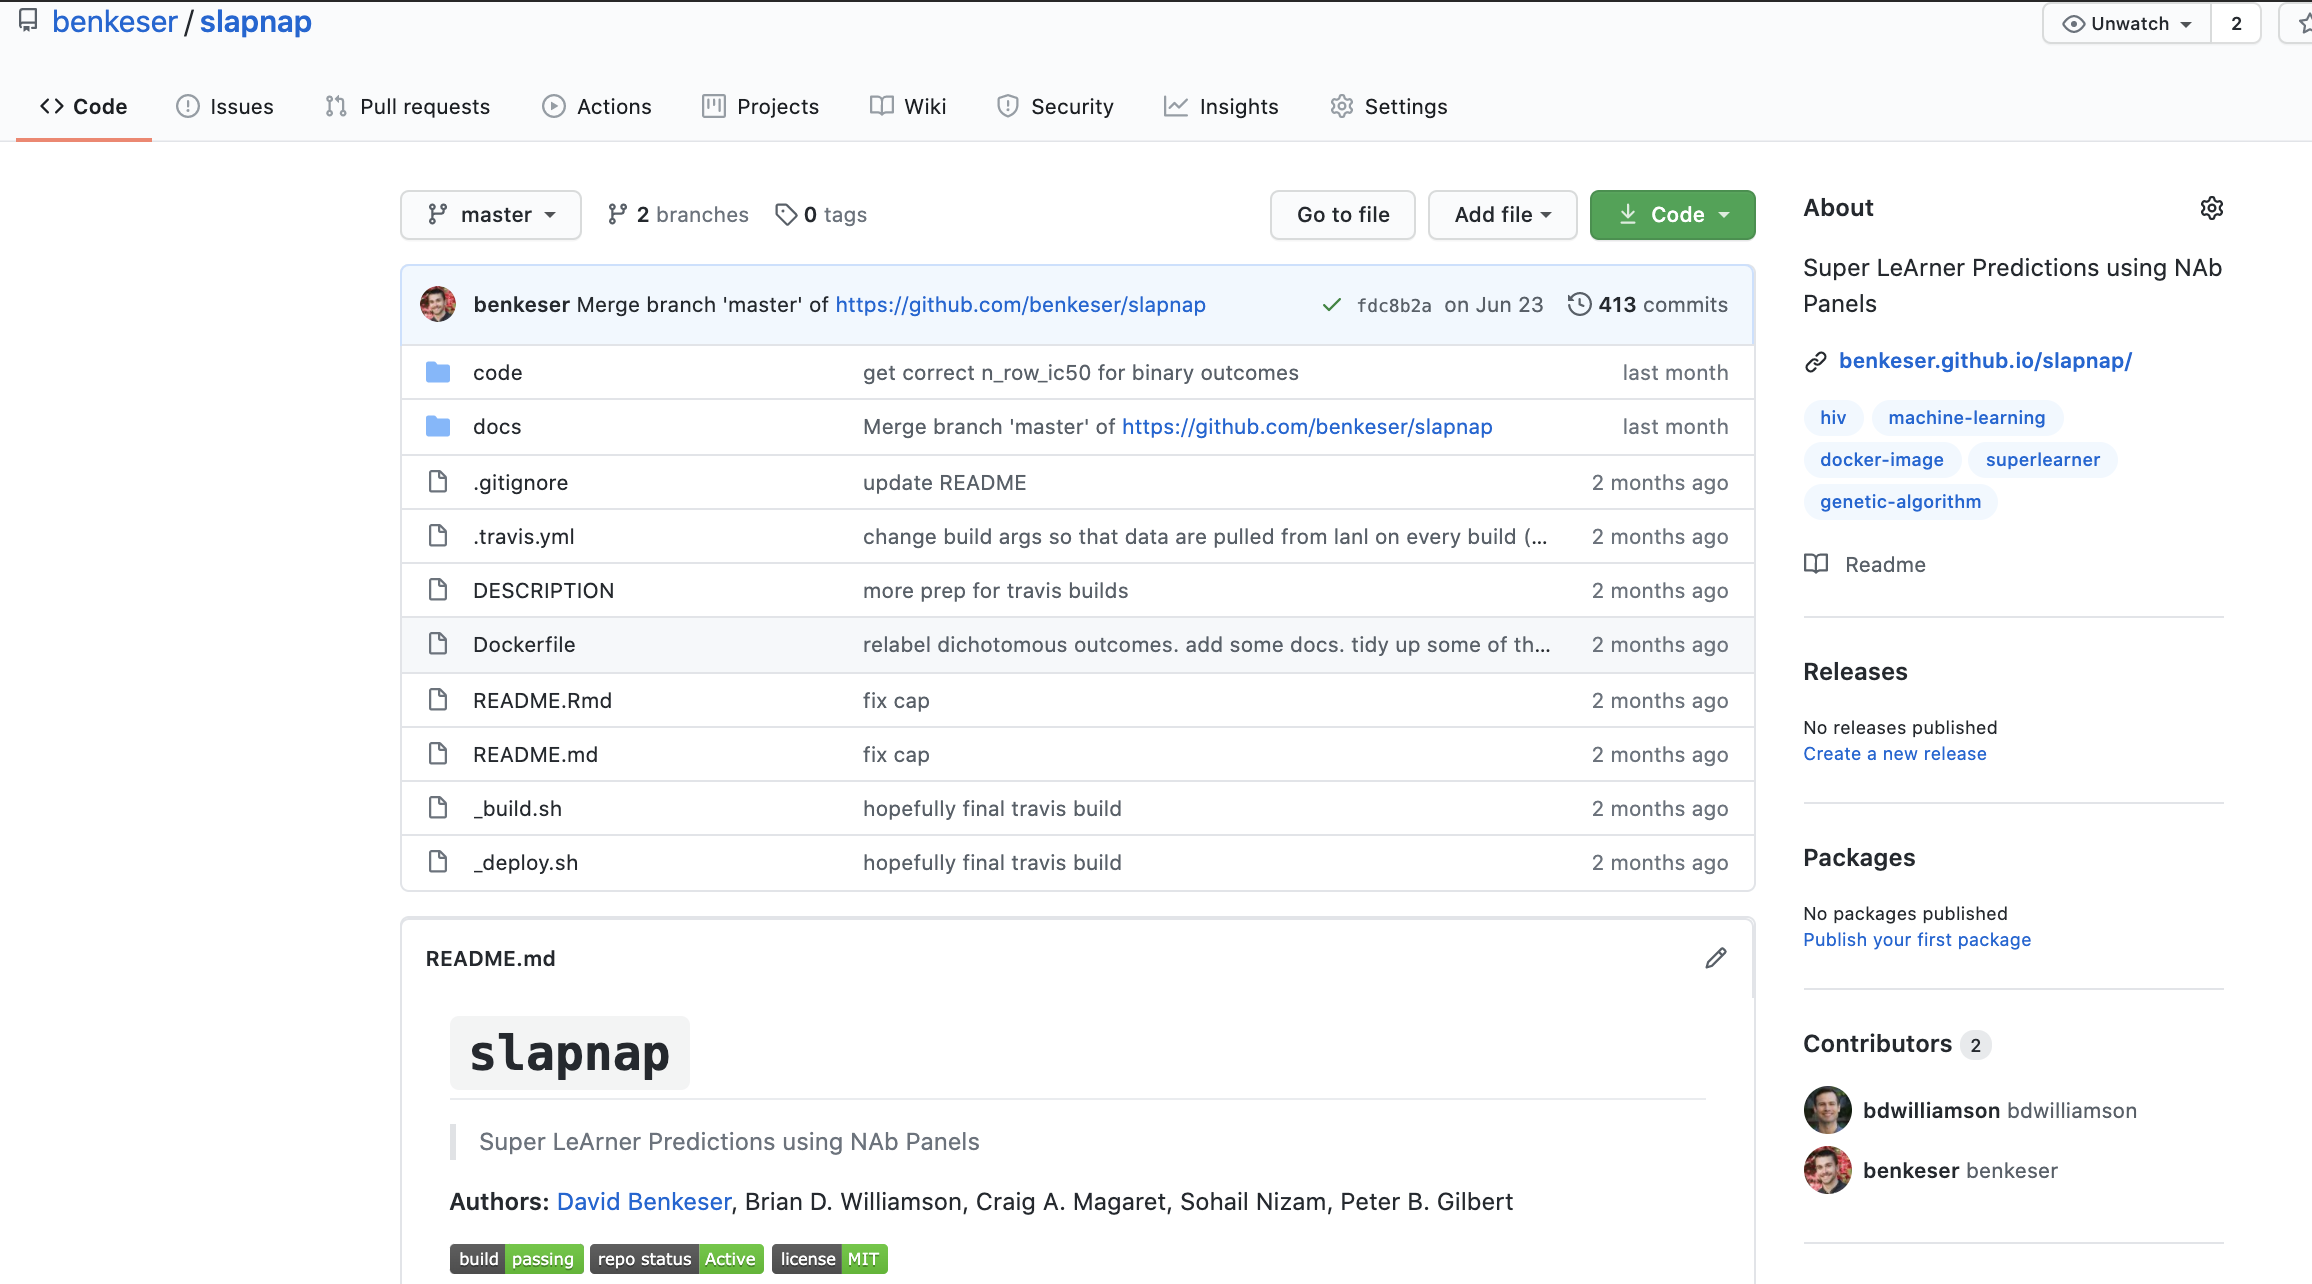 benkeser / slapnap
Unwatch 2
Code Issues Pull requests Actions Projects Wiki Security Insights Settings
master 2 branches 0 tags Go to file Add file Code
benkeser Merge branch 'master' of https://github.com/benkeser/slapnap fdc8b2a on Jun 23 413 commits
code get correct n_row_ic50 for binary outcomes last month
docs Merge branch 'master' of https://github.com/benkeser/slapnap last month
.gitignore update README 2 months ago
.travis.yml change build args so that data are pulled from lanl on every build (... 2 months ago
DESCRIPTION more prep for travis builds 2 months ago
Dockerfile relabel dichotomous outcomes. add some docs. tidy up some of th... 2 months ago
README.Rmd fix cap 2 months ago
README.md fix cap 2 months ago
_build.sh hopefully final travis build 2 months ago
_deploy.sh hopefully final travis build 2 months ago
README.md
slapnap
Super LeArner Predictions using NAb Panels
Authors: David Benkeser, Brian D. Williamson, Craig A. Magaret, Sohail Nizam, Peter B. Gilbert
build passing repo status Active license MIT
About
Super LeArner Predictions using NAb
Panels
benkeser.github.io/slapnap/
hiv machine-learning
docker-image superlearner
genetic-algorithm
Readme
Releases
No releases published
Create a new release
Packages
No packages published
Publish your first package
Contributors 2
bdwilliamson bdwilliamson
benkeser benkeser